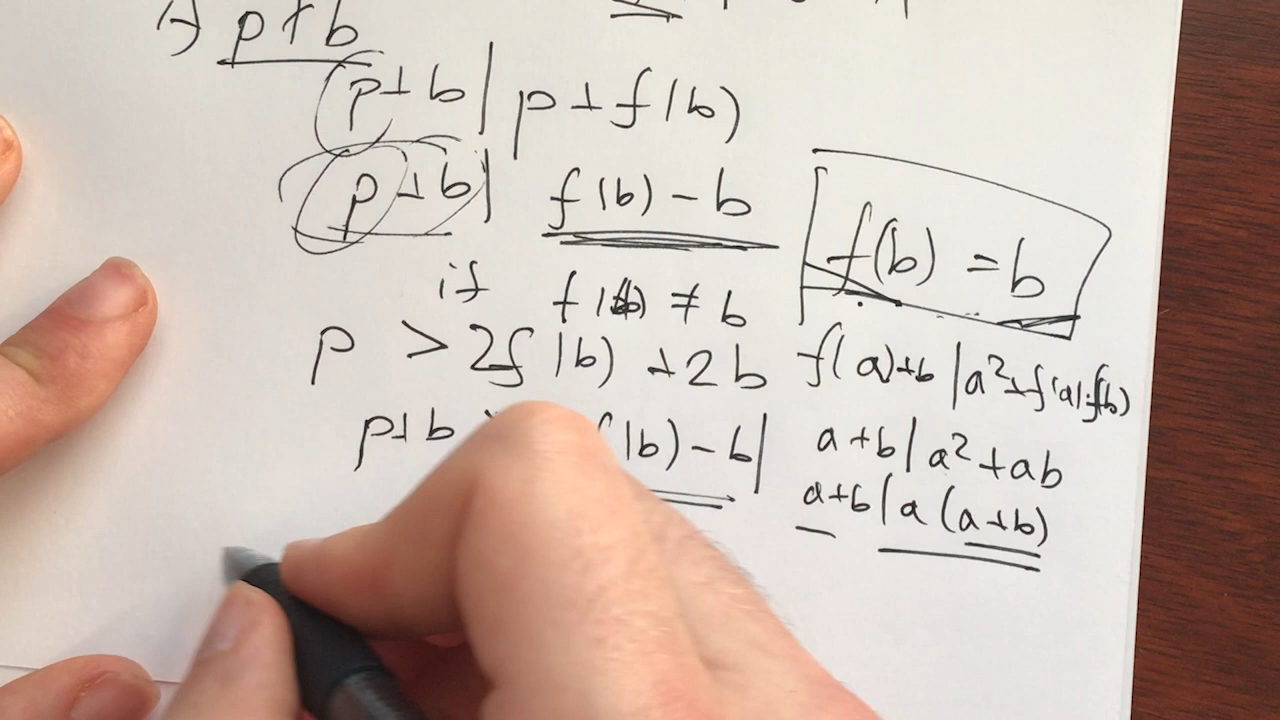 p ∤ b
p+b | p+f(b)
p+b | f(b) - b
f(b) = b
if f(b) ≠ b
p > 2f(b) + 2b
f(a)+b | a²+f(a)f(b)
p+b
(b) - b |
a+b | a²+ab
a+b | a(a+b)